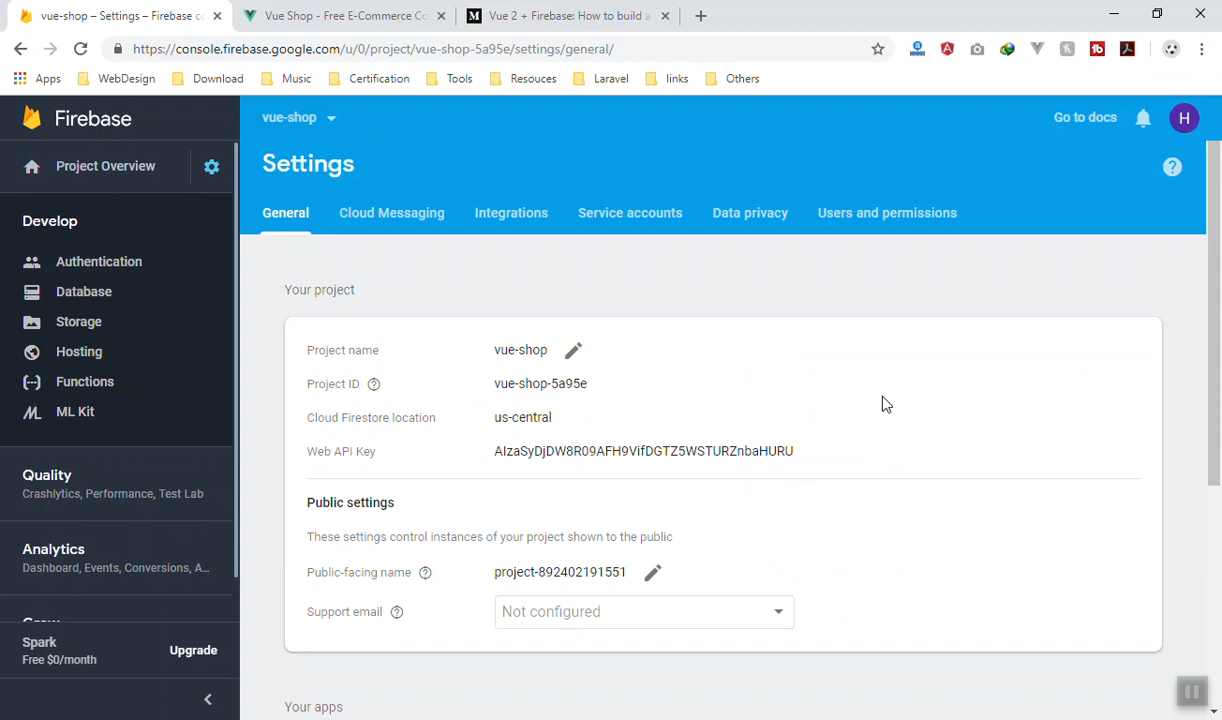 vue-shop – Settings – Firebase co
Vue Shop - Free E-Commerce Co
Vue 2 + Firebase: How to build a
https://console.firebase.google.com/u/0/project/vue-shop-5a95e/settings/general/
Apps WebDesign Download Music Certification Tools Resouces Laravel links Others
Firebase
vue-shop
Go to docs
H
Project Overview
Settings
?
General Cloud Messaging Integrations Service accounts Data privacy Users and permissions
Develop
Authentication
Database
Storage
Hosting
Functions
ML Kit
Quality
Crashlytics, Performance, Test Lab
Analytics
Dashboard, Events, Conversions, A...
Grow
Spark
Free $0/month
Upgrade
Your project
Project name vue-shop
Project ID ? vue-shop-5a95e
Cloud Firestore location us-central
Web API Key AIzaSyDjDW8R09AFH9VifDGTZ5WSTURZnbaHURU
Public settings
These settings control instances of your project shown to the public
Public-facing name ? project-892402191551
Support email ? Not configured
Your apps